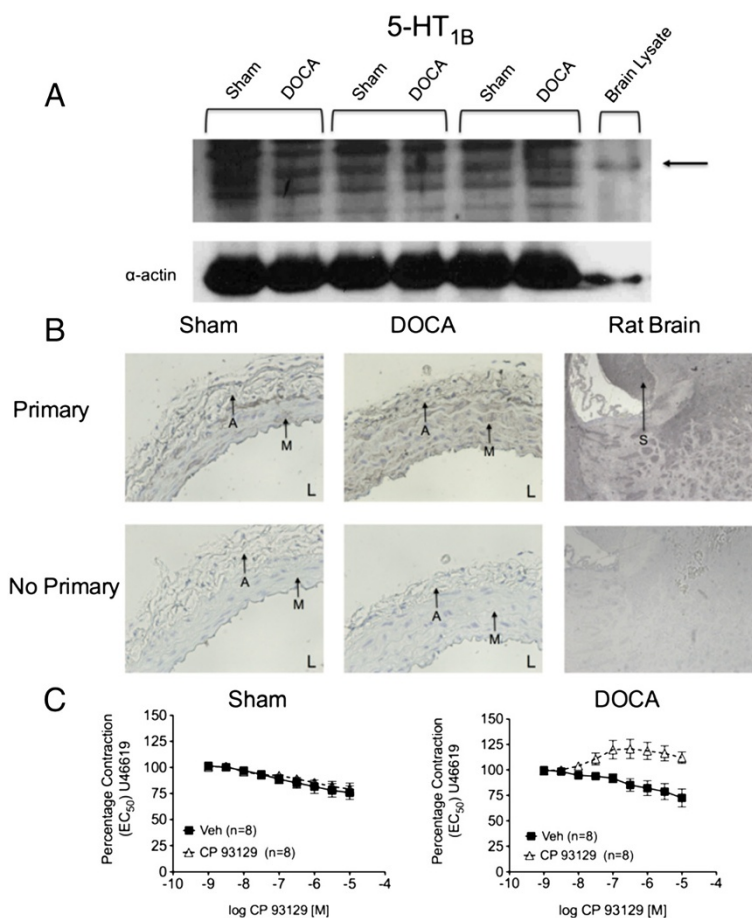 5-HT1B
A
Sham
DOCA
Sham
DOCA
Sham
DOCA
Brain Lysate
α-actin
B
Sham
DOCA
Rat Brain
Primary
A
M
L
A
M
L
S
No Primary
A
M
L
A
M
L
C
Sham
DOCA
Percentage Contraction
(EC50) U46619
150
125
100
75
50
25
0
Veh (n=8)
CP 93129 (n=8)
-10
-9
-8
-7
-6
-5
-4
log CP 93129 [M]
Percentage Contraction
(EC50) U46619
150
125
100
75
50
25
0
Veh (n=8)
CP 93129 (n=8)
-10
-9
-8
-7
-6
-5
-4
log CP 93129 [M]